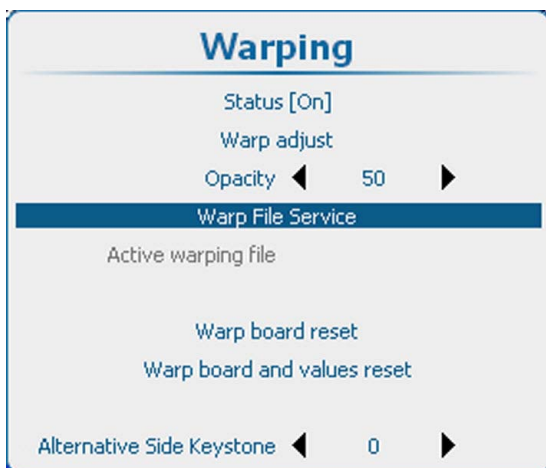 Warping
Status [On]
Warp adjust
Opacity 50
Warp File Service
Active warping file
Warp board reset
Warp board and values reset
Alternative Side Keystone 0